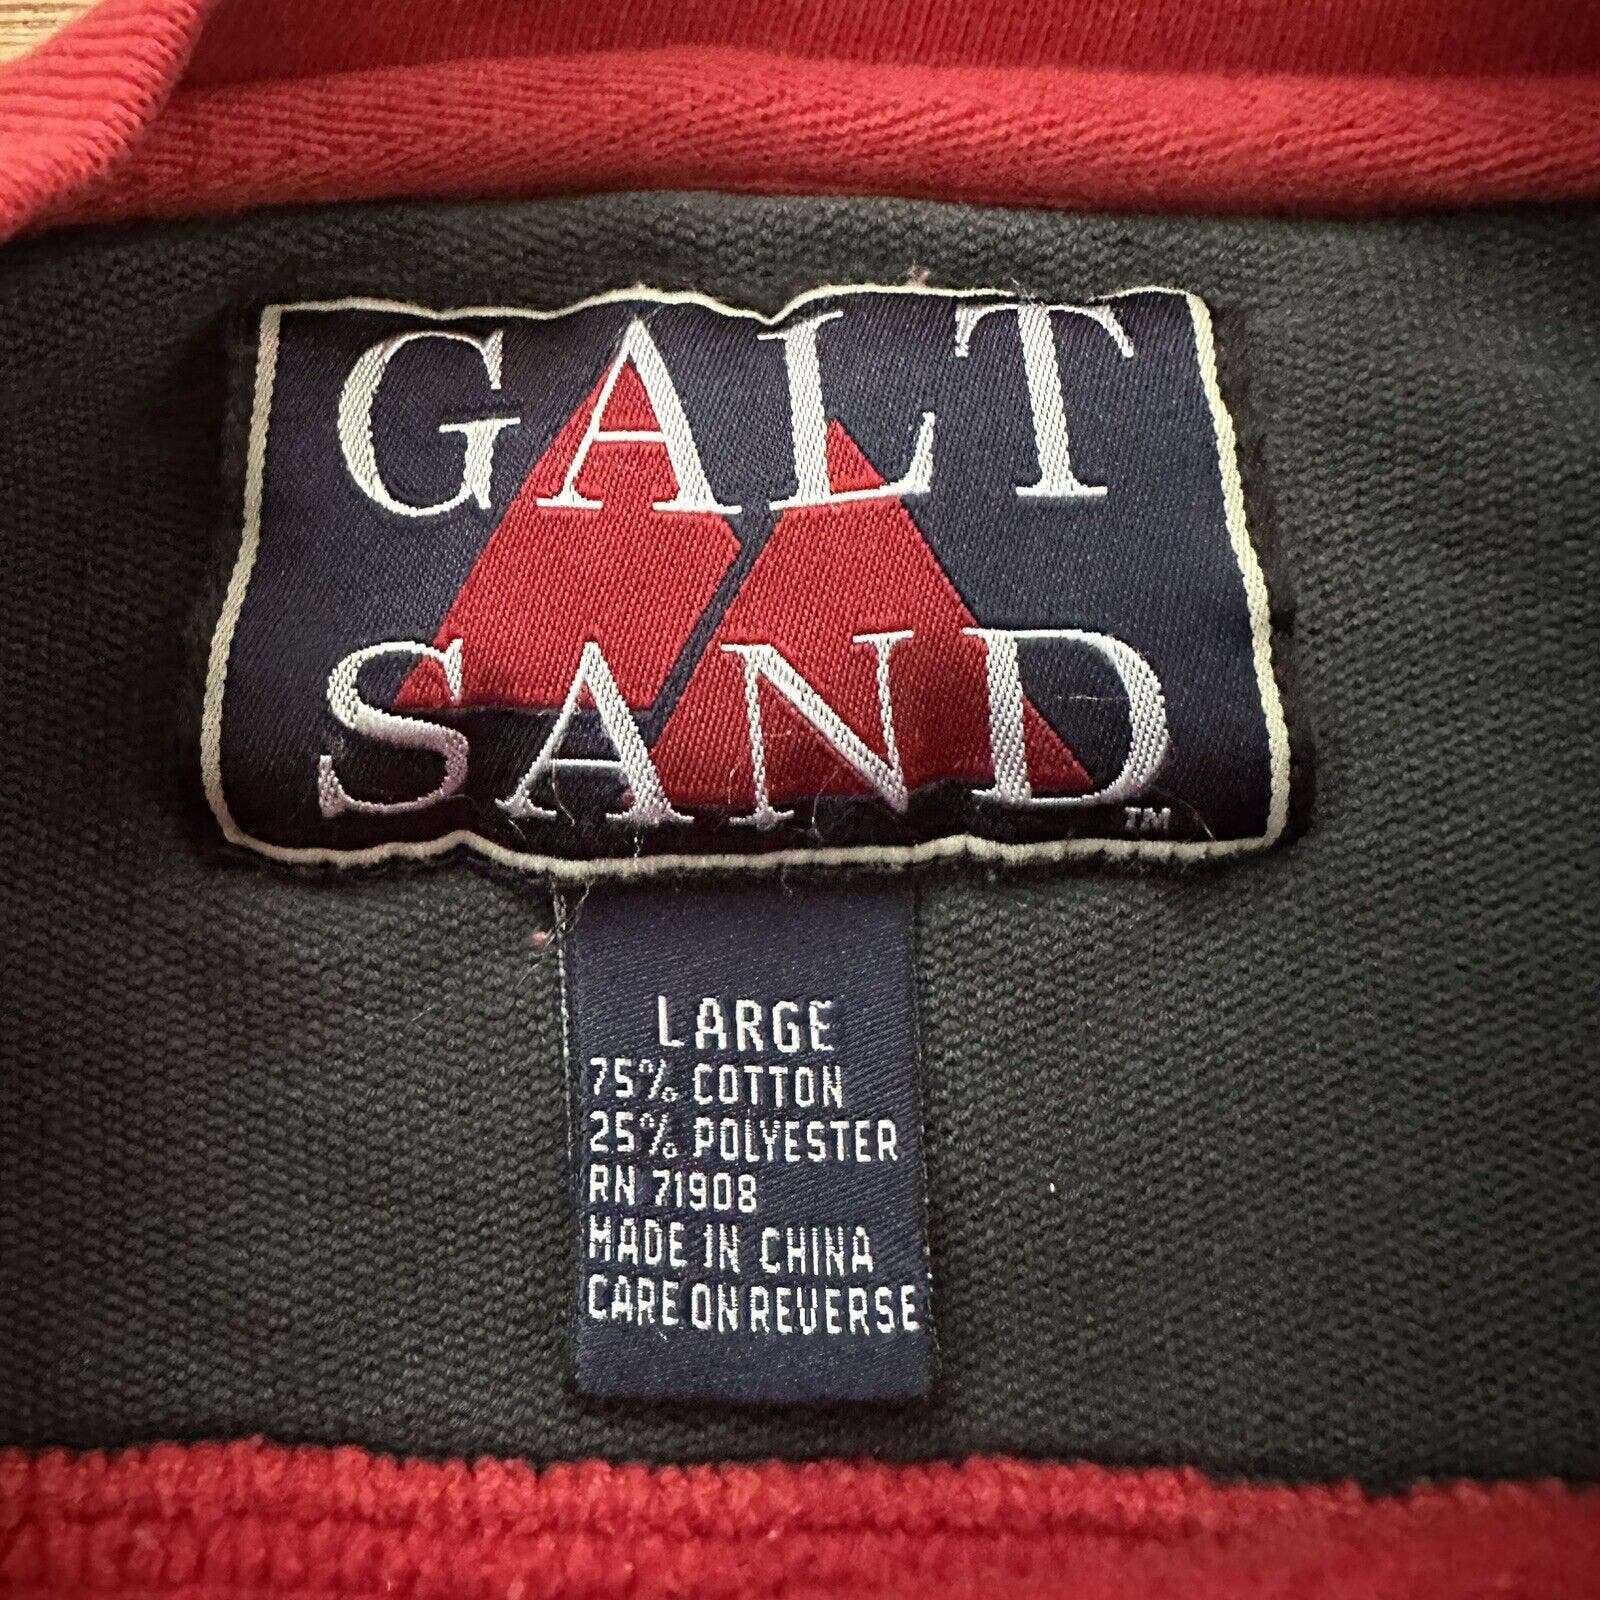 GALT
SAND
TM
LARGE
75% COTTON
25% POLYESTER
RN 71908
MADE IN CHINA
CARE ON REVERSE